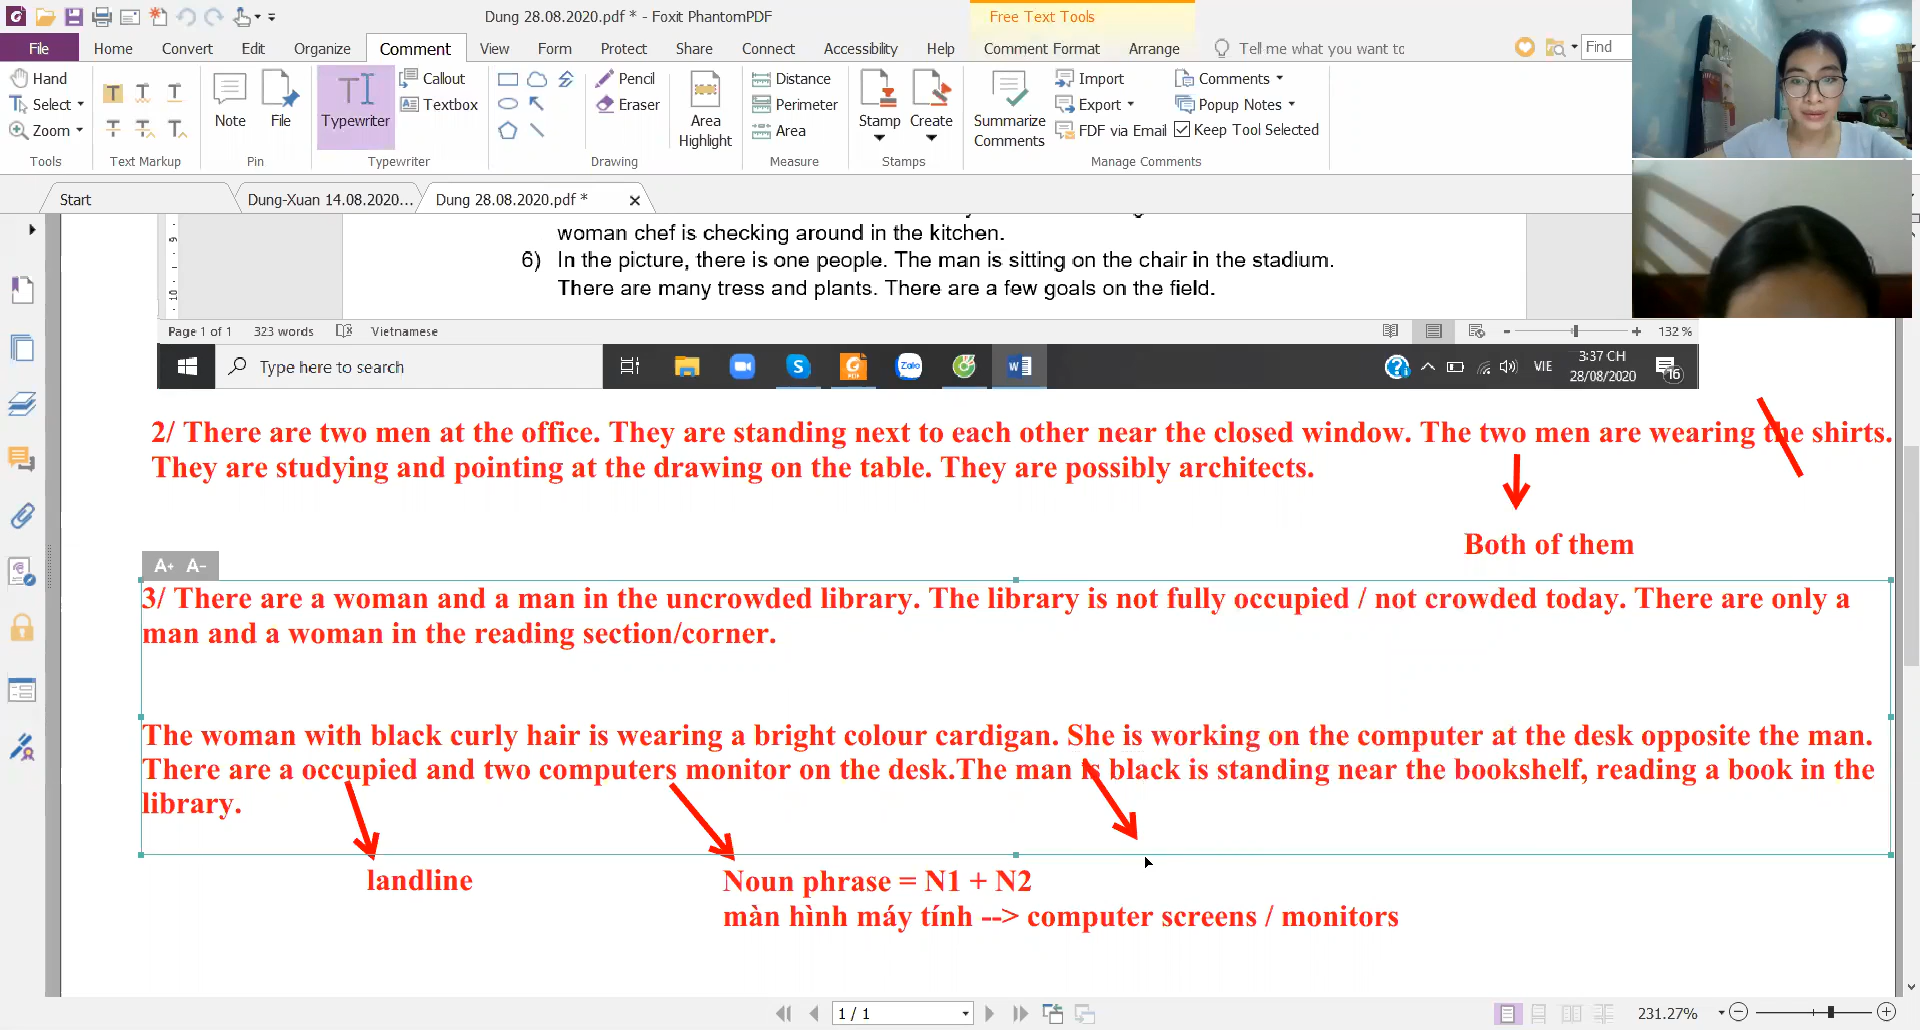 Dung 28.08.2020.pdf * - Foxit PhantomPDF
Free Text Tools
File Home Convert Edit Organize Comment View Form Protect Share Connect Accessibility Help Comment Format Arrange Tell me what you want to Find
Hand
Select
Zoom
Tools
Text Markup
Note
File
Pin
Typewriter
Callout
Textbox
Typewriter
Pencil
Eraser
Area Highlight
Drawing
Distance
Perimeter
Area
Measure
Stamp
Create
Stamps
Summarize Comments
Import
Export
FDF via Email
Comments
Popup Notes
Keep Tool Selected
Manage Comments
Start
Dung-Xuan 14.08.2020...
Dung 28.08.2020.pdf *
9
10
woman chef is checking around in the kitchen.
6) In the picture, there is one people. The man is sitting on the chair in the stadium.
There are many tress and plants. There are a few goals on the field.
Page 1 of 1 323 words Vietnamese 132 %
Type here to search
Zalo
VIE
3:37 CH
28/08/2020
16
2/ There are two men at the office. They are standing next to each other near the closed window. The two men are wearing the shirts.
They are studying and pointing at the drawing on the table. They are possibly architects.
Both of them
A+ A-
3/ There are a woman and a man in the uncrowded library. The library is not fully occupied / not crowded today. There are only a
man and a woman in the reading section/corner.
The woman with black curly hair is wearing a bright colour cardigan. She is working on the computer at the desk opposite the man.
There are a occupied and two computers monitor on the desk.The man is black is standing near the bookshelf, reading a book in the
library.
landline
Noun phrase = N1 + N2
màn hình máy tính --> computer screens / monitors
1 / 1
231.27%